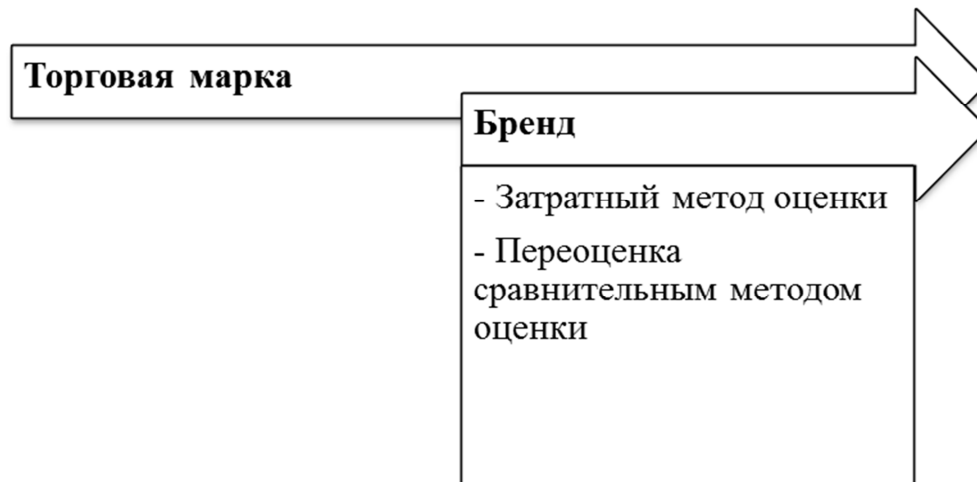 Торговая марка
Бренд
- Затратный метод оценки
- Переоценка
сравнительным методом
оценки